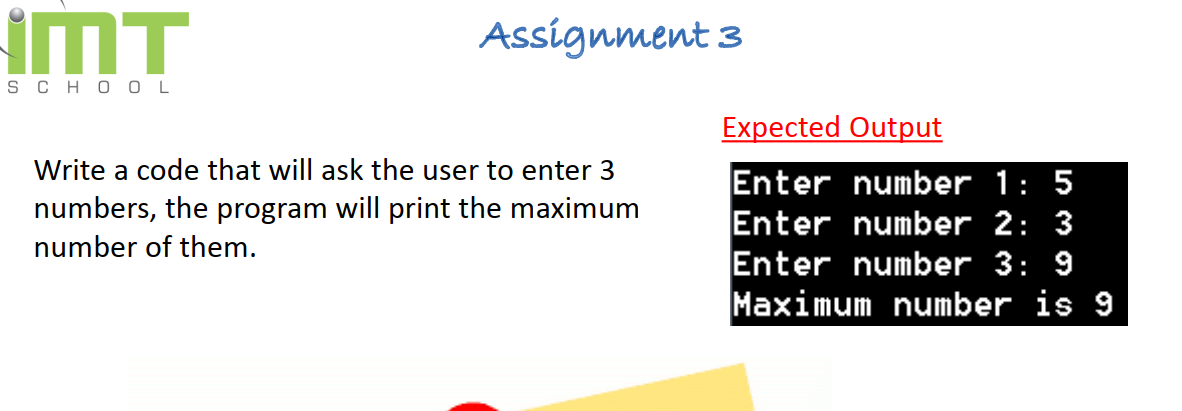 iMT
SCHOOL
Assignment 3
Expected Output
Write a code that will ask the user to enter 3
numbers, the program will print the maximum
number of them.
Enter number 1: 5
Enter number 2: 3
Enter number 3: 9
Maximum number is 9